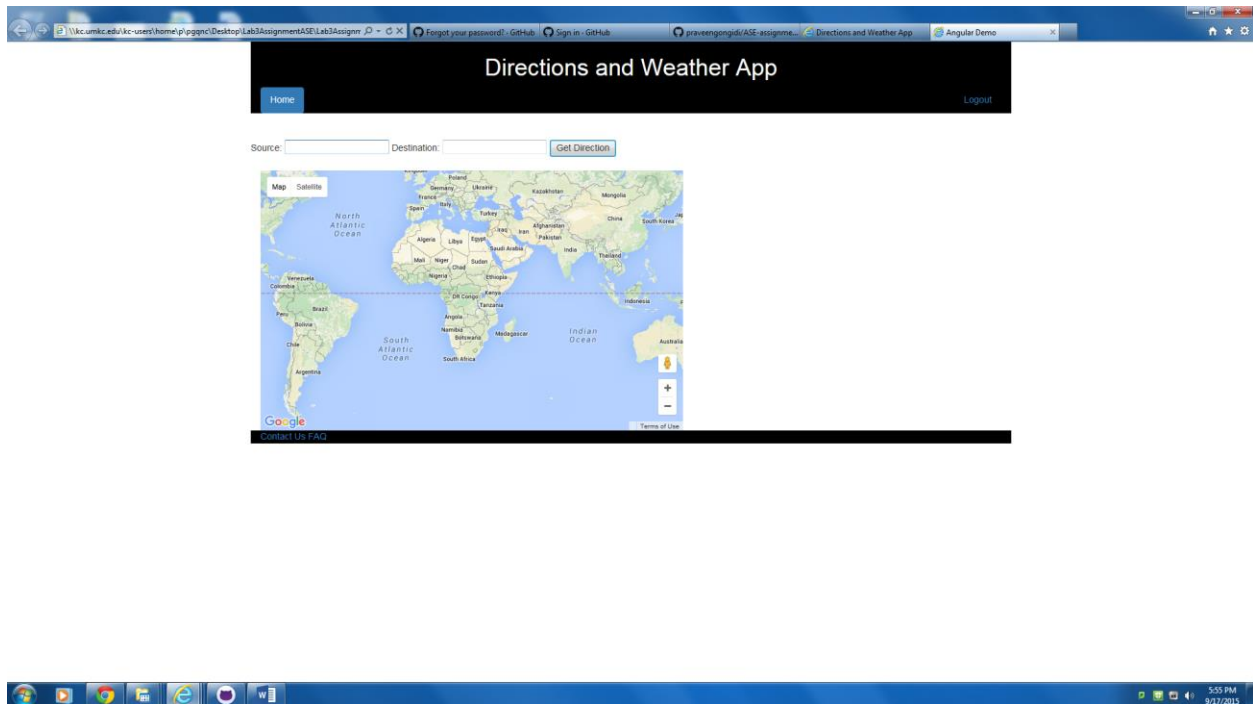 \\kc.umkc.edu\kc-users\home\p\pgqnc\Desktop\Lab3AssignmentASE\Lab3Assignm
Forgot your password? · GitHub
Sign in · GitHub
praveengongidi/ASE-assignme...
Directions and Weather App
Angular Demo
Directions and Weather App
Home
Logout
Source:
Destination:
Get Direction
Map
Satellite
Poland
Germany
Ukraine
Kazakhstan
Mongolia
France
Italy
Spain
Turkey
China
South Korea
North
Atlantic
Ocean
Afghanistan
Iraq
Iran
Pakistan
Algeria
Libya
Egypt
Saudi Arabia
India
Thailand
Mali
Niger
Chad
Sudan
Nigeria
Ethiopia
Venezuela
Colombia
DR Congo
Kenya
Tanzania
Indonesia
Brazil
Peru
Angola
Bolivia
Namibia
Botswana
Madagascar
Indian
Ocean
Chile
South
Atlantic
Ocean
South Africa
Australia
Argentina
+
−
Google
Terms of Use
Contact Us FAQ
5:55 PM
9/17/2015